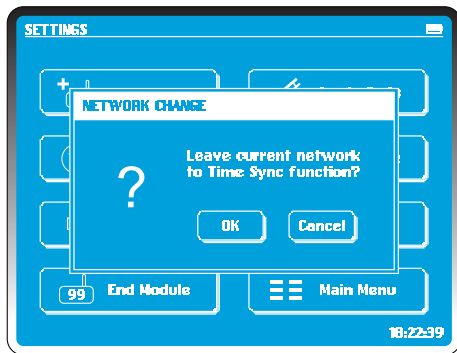 SETTINGS
NETWORK CHANGE
Leave current network
to Time Sync function?
?
OK
Cancel
99
End Module
Main Menu
18:22:39